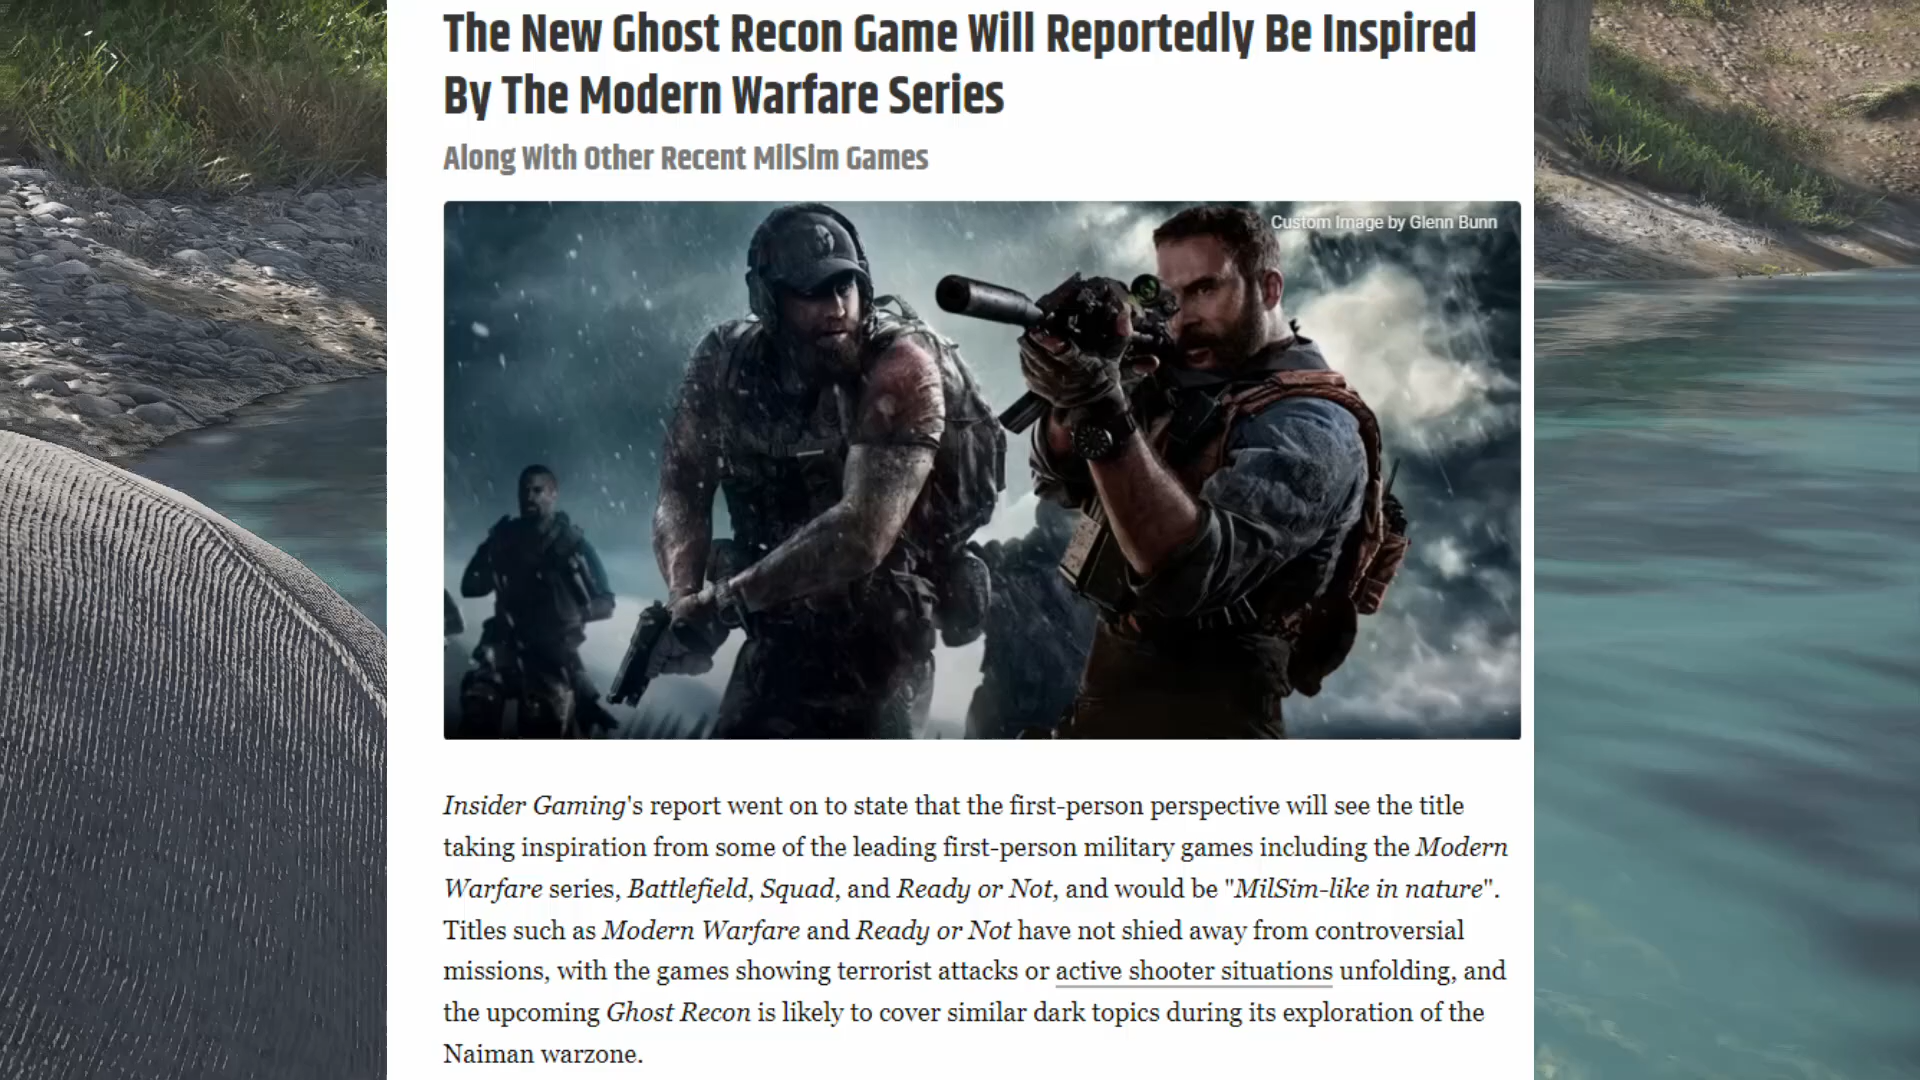 The New Ghost Recon Game Will Reportedly Be Inspired
By The Modern Warfare Series
Along With Other Recent MilSim Games
Custom Image by Glenn Bunn
Insider Gaming's report went on to state that the first-person perspective will see the title
taking inspiration from some of the leading first-person military games including the Modern
Warfare series, Battlefield, Squad, and Ready or Not, and would be "MilSim-like in nature".
Titles such as Modern Warfare and Ready or Not have not shied away from controversial
missions, with the games showing terrorist attacks or active shooter situations unfolding, and
the upcoming Ghost Recon is likely to cover similar dark topics during its exploration of the
Naiman warzone.